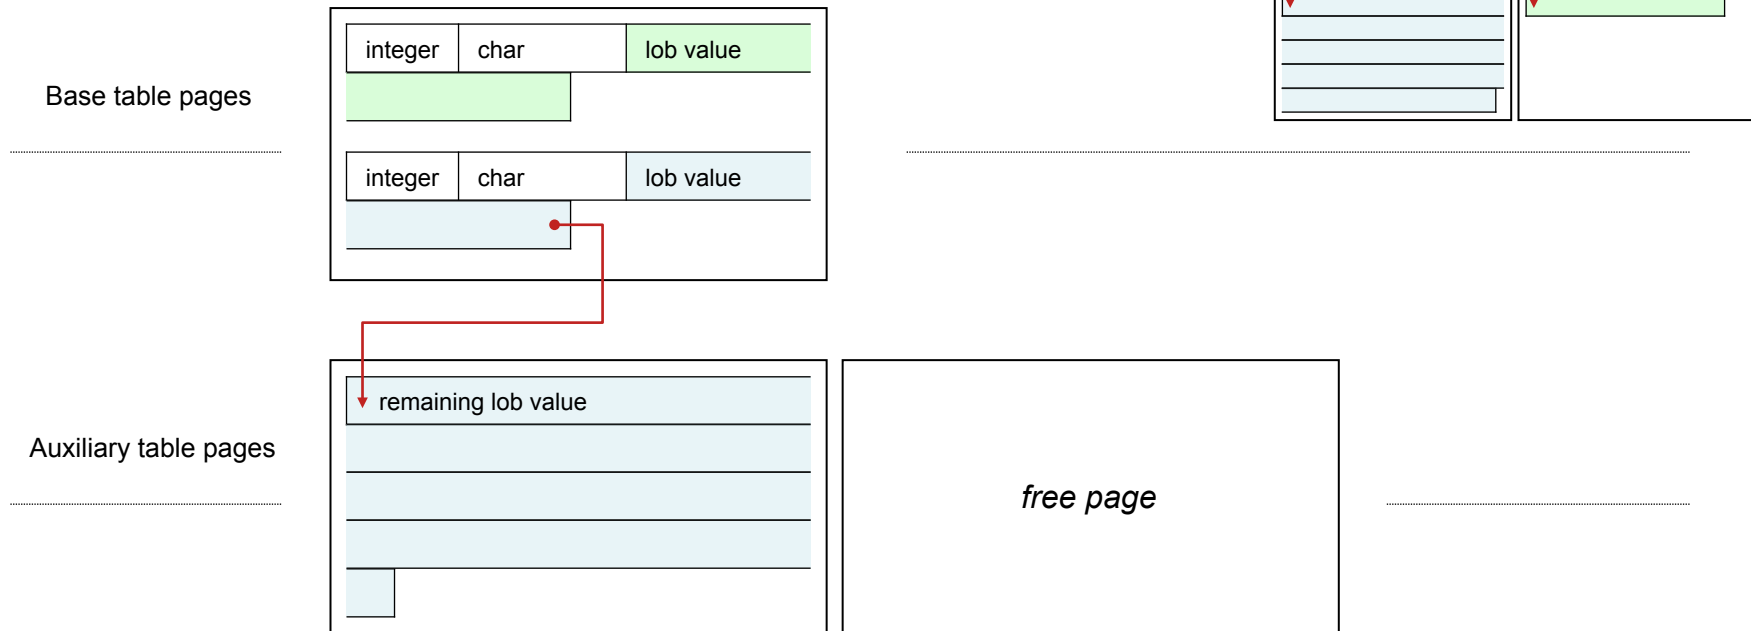 integer char lob value
Base table pages
integer char lob value
remaining lob value
Auxiliary table pages
free page